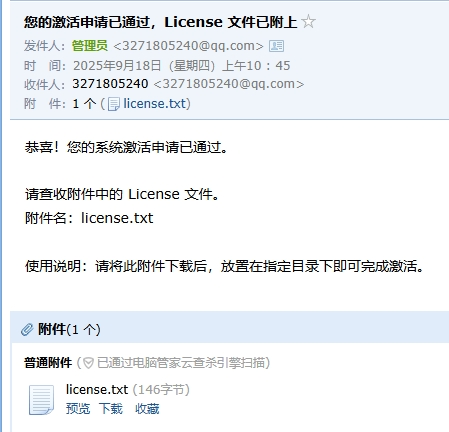 您的激活申请已通过，License 文件已附上☆
发件人：管理员 <3271805240@qq.com>
时　间：2025年9月18日（星期四）上午10：45
收件人：3271805240 <3271805240@qq.com>
附　件：1 个 (license.txt)
恭喜！您的系统激活申请已通过。
请查收附件中的 License 文件。
附件名：license.txt
使用说明：请将此附件下载后，放置在指定目录下即可完成激活。
附件(1 个)
普通附件 (已通过电脑管家云查杀引擎扫描)
license.txt (146字节)
预览 下载 收藏